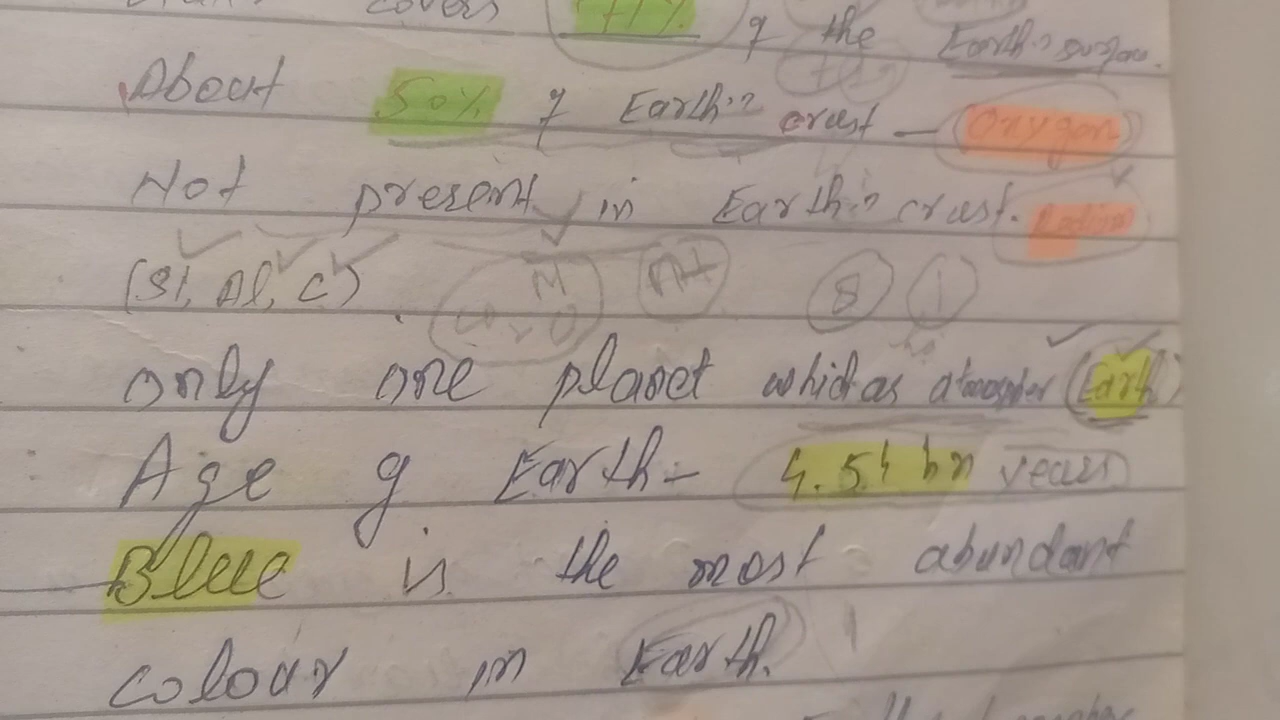 covers 71% of the Earth's surface.
About 50% of Earth's crust – Oxygen
Not present in Earth's crust.
(Si, Al, C)
only one planet which as atmospher (Earth)
Age of Earth – 4.54 bn years
Blue is the most abundant
colour in Earth.